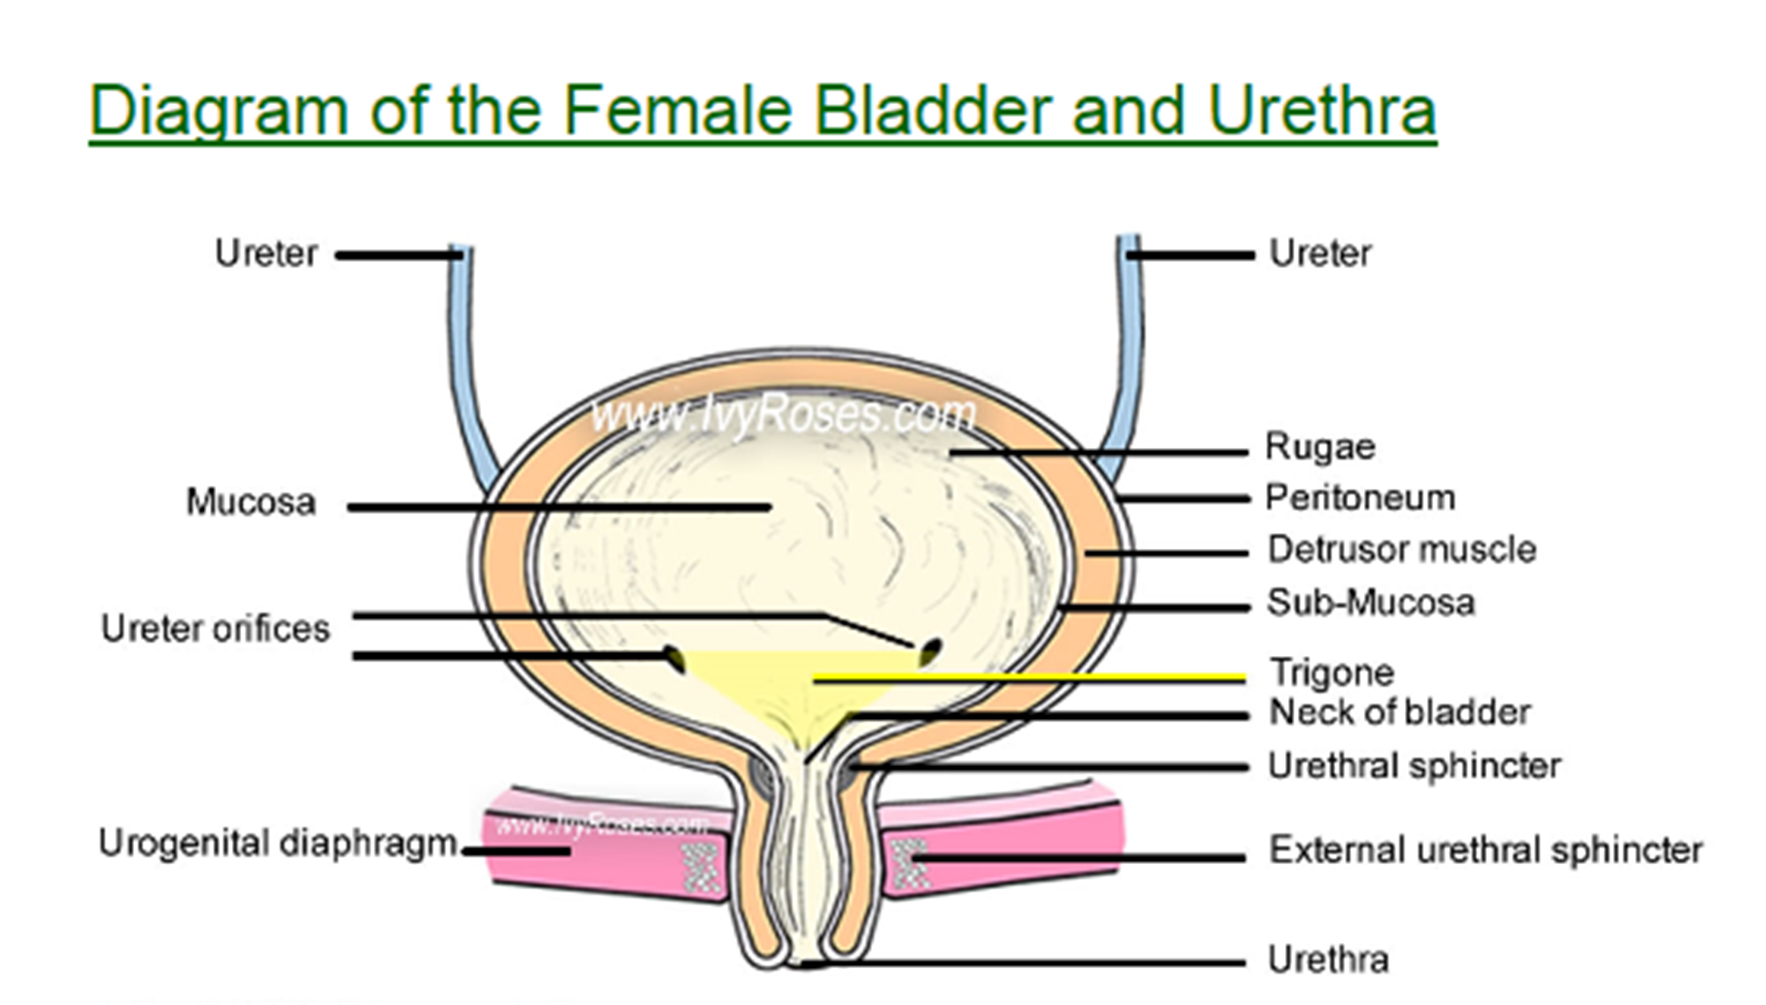 Diagram of the Female Bladder and Urethra
Ureter
Ureter
www.IvyRoses.com
Rugae
Mucosa
Peritoneum
Detrusor muscle
Sub-Mucosa
Ureter orifices
Trigone
Neck of bladder
Urethral sphincter
www.IvyRoses.com
Urogenital diaphragm
External urethral sphincter
Urethra